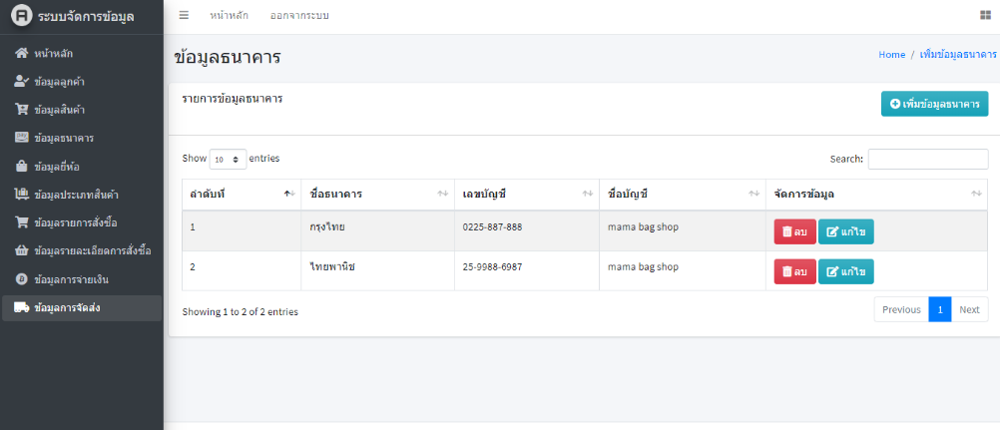 ระบบจัดการข้อมูล
หน้าหลัก
ออกจากระบบ
หน้าหลัก
ข้อมูลลูกค้า
ข้อมูลสินค้า
ข้อมูลธนาคาร
ข้อมูลยี่ห้อ
ข้อมูลประเภทสินค้า
ข้อมูลรายการสั่งซื้อ
ข้อมูลรายละเอียดการสั่งซื้อ
ข้อมูลการจ่ายเงิน
ข้อมูลการจัดส่ง
ข้อมูลธนาคาร
Home / เพิ่มข้อมูลธนาคาร
รายการข้อมูลธนาคาร
เพิ่มข้อมูลธนาคาร
Show 10 entries
Search:
ลำดับที่ ชื่อธนาคาร เลขบัญชี ชื่อบัญชี จัดการข้อมูล
1 กรุงไทย 0225-887-888 mama bag shop ลบ แก้ไข
2 ไทยพานิช 25-9988-6987 mama bag shop ลบ แก้ไข
Showing 1 to 2 of 2 entries
Previous 1 Next